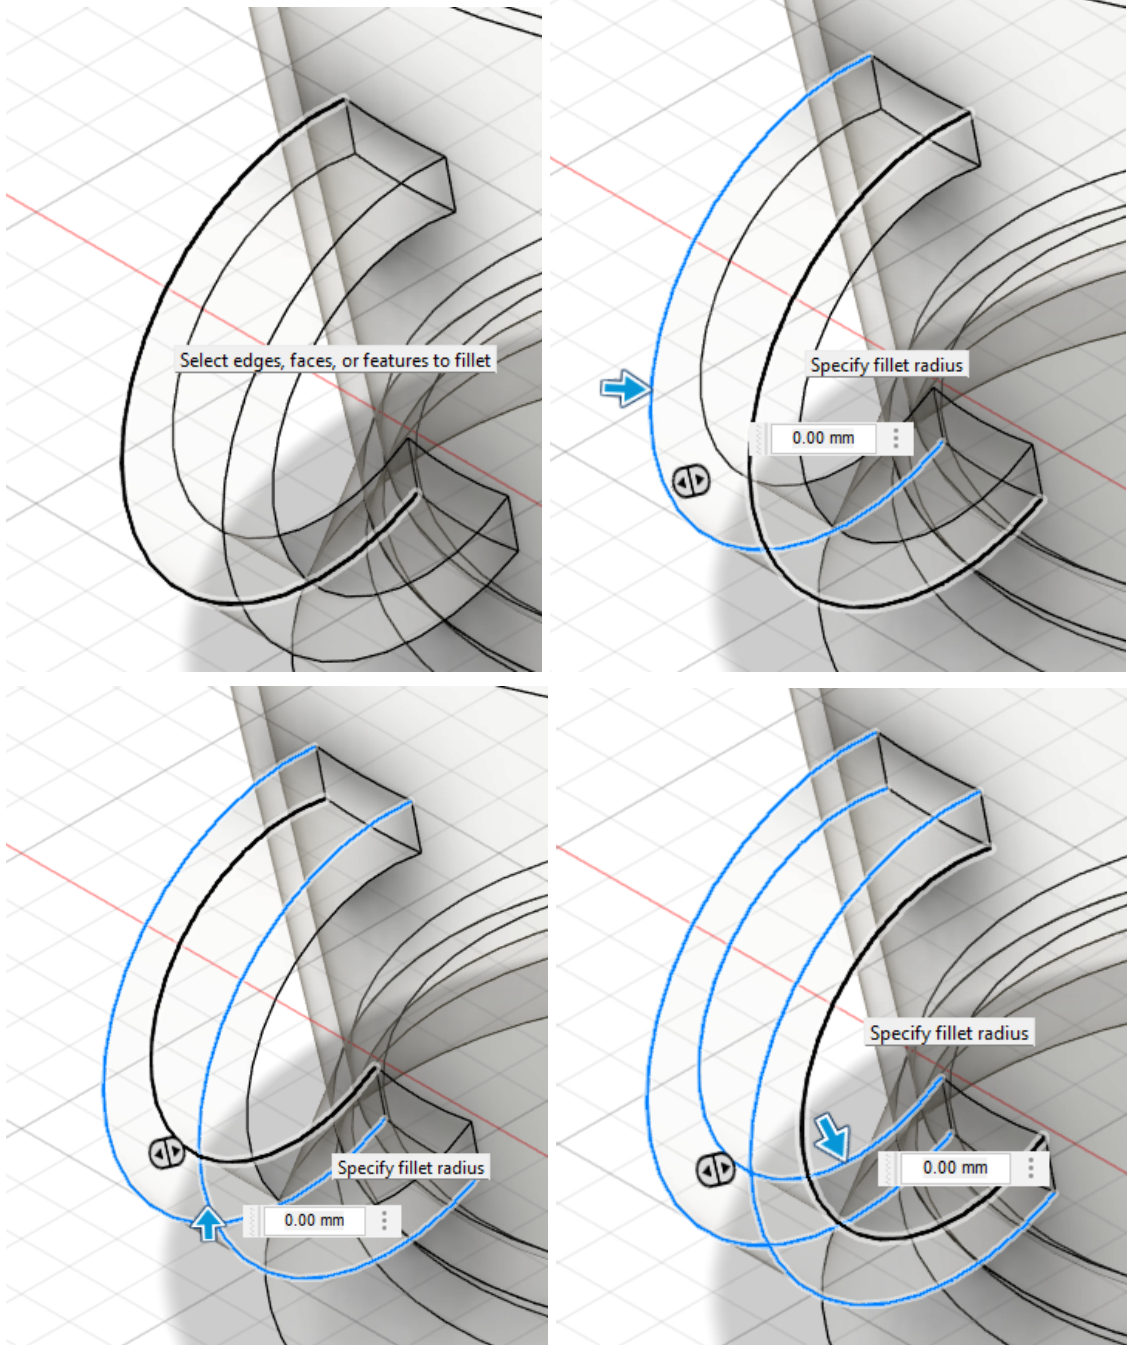 Select edges, faces, or features to fillet
Specify fillet radius
0.00 mm
Specify fillet radius
0.00 mm
Specify fillet radius
0.00 mm